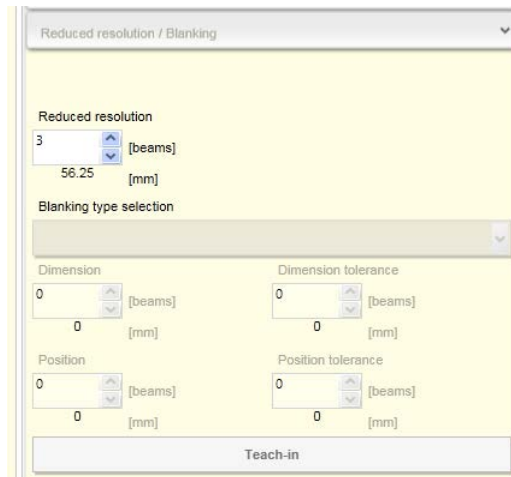 Reduced resolution / Blanking
Reduced resolution
3 [beams]
56.25 [mm]
Blanking type selection
Dimension Dimension tolerance
0 [beams] 0 [beams]
0 [mm] 0 [mm]
Position Position tolerance
0 [beams] 0 [beams]
0 [mm] 0 [mm]
Teach-in